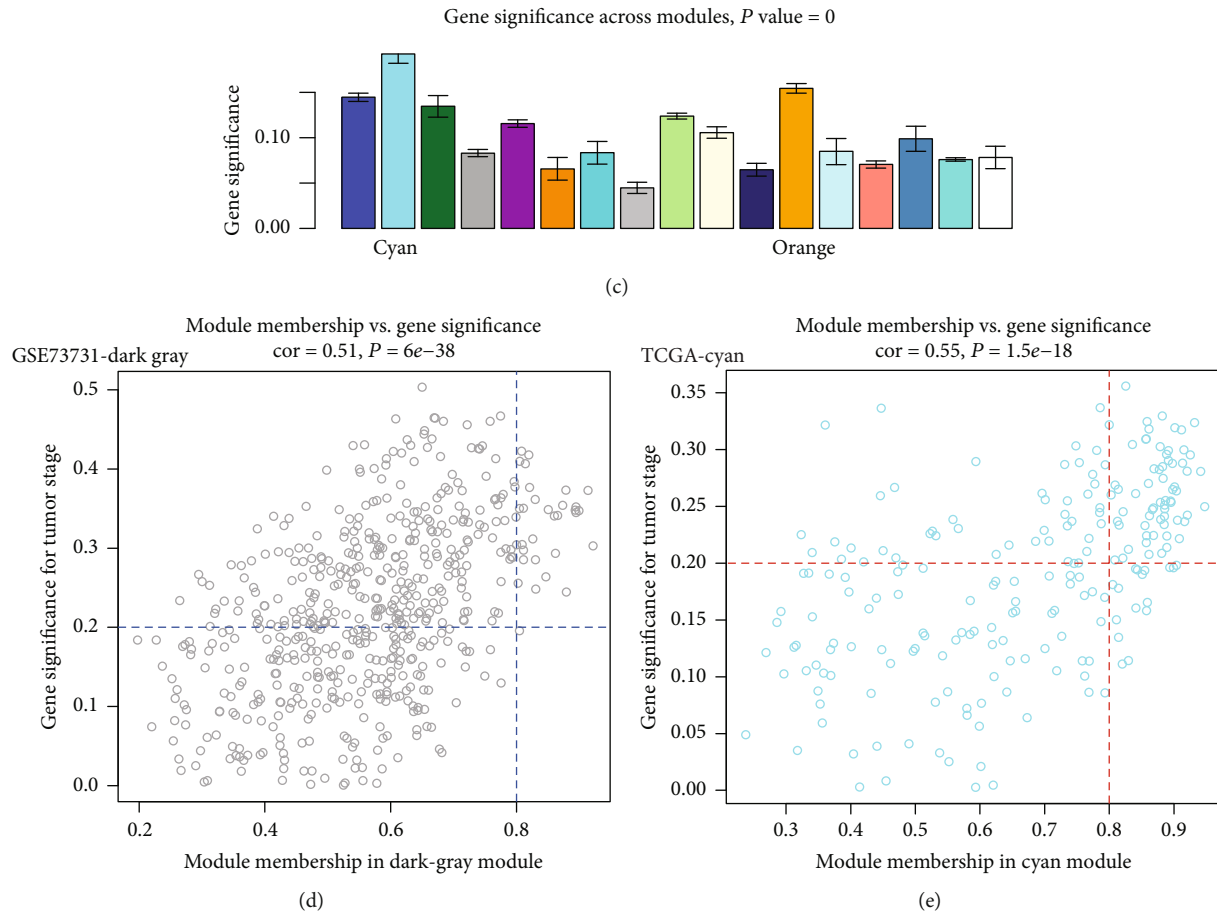 Gene significance across modules, P value = 0
Gene significance
0.10
0.00
Cyan
Orange
(c)
Module membership vs. gene significance
cor = 0.51, P = 6e−38
GSE73731-dark gray
Gene significance for tumor stage
0.5
0.4
0.3
0.2
0.1
0.0
0.2 0.4 0.6 0.8
Module membership in dark-gray module
(d)
Module membership vs. gene significance
cor = 0.55, P = 1.5e−18
TCGA-cyan
Gene significance for tumor stage
0.35
0.30
0.25
0.20
0.15
0.10
0.05
0.00
0.3 0.4 0.5 0.6 0.7 0.8 0.9
Module membership in cyan module
(e)